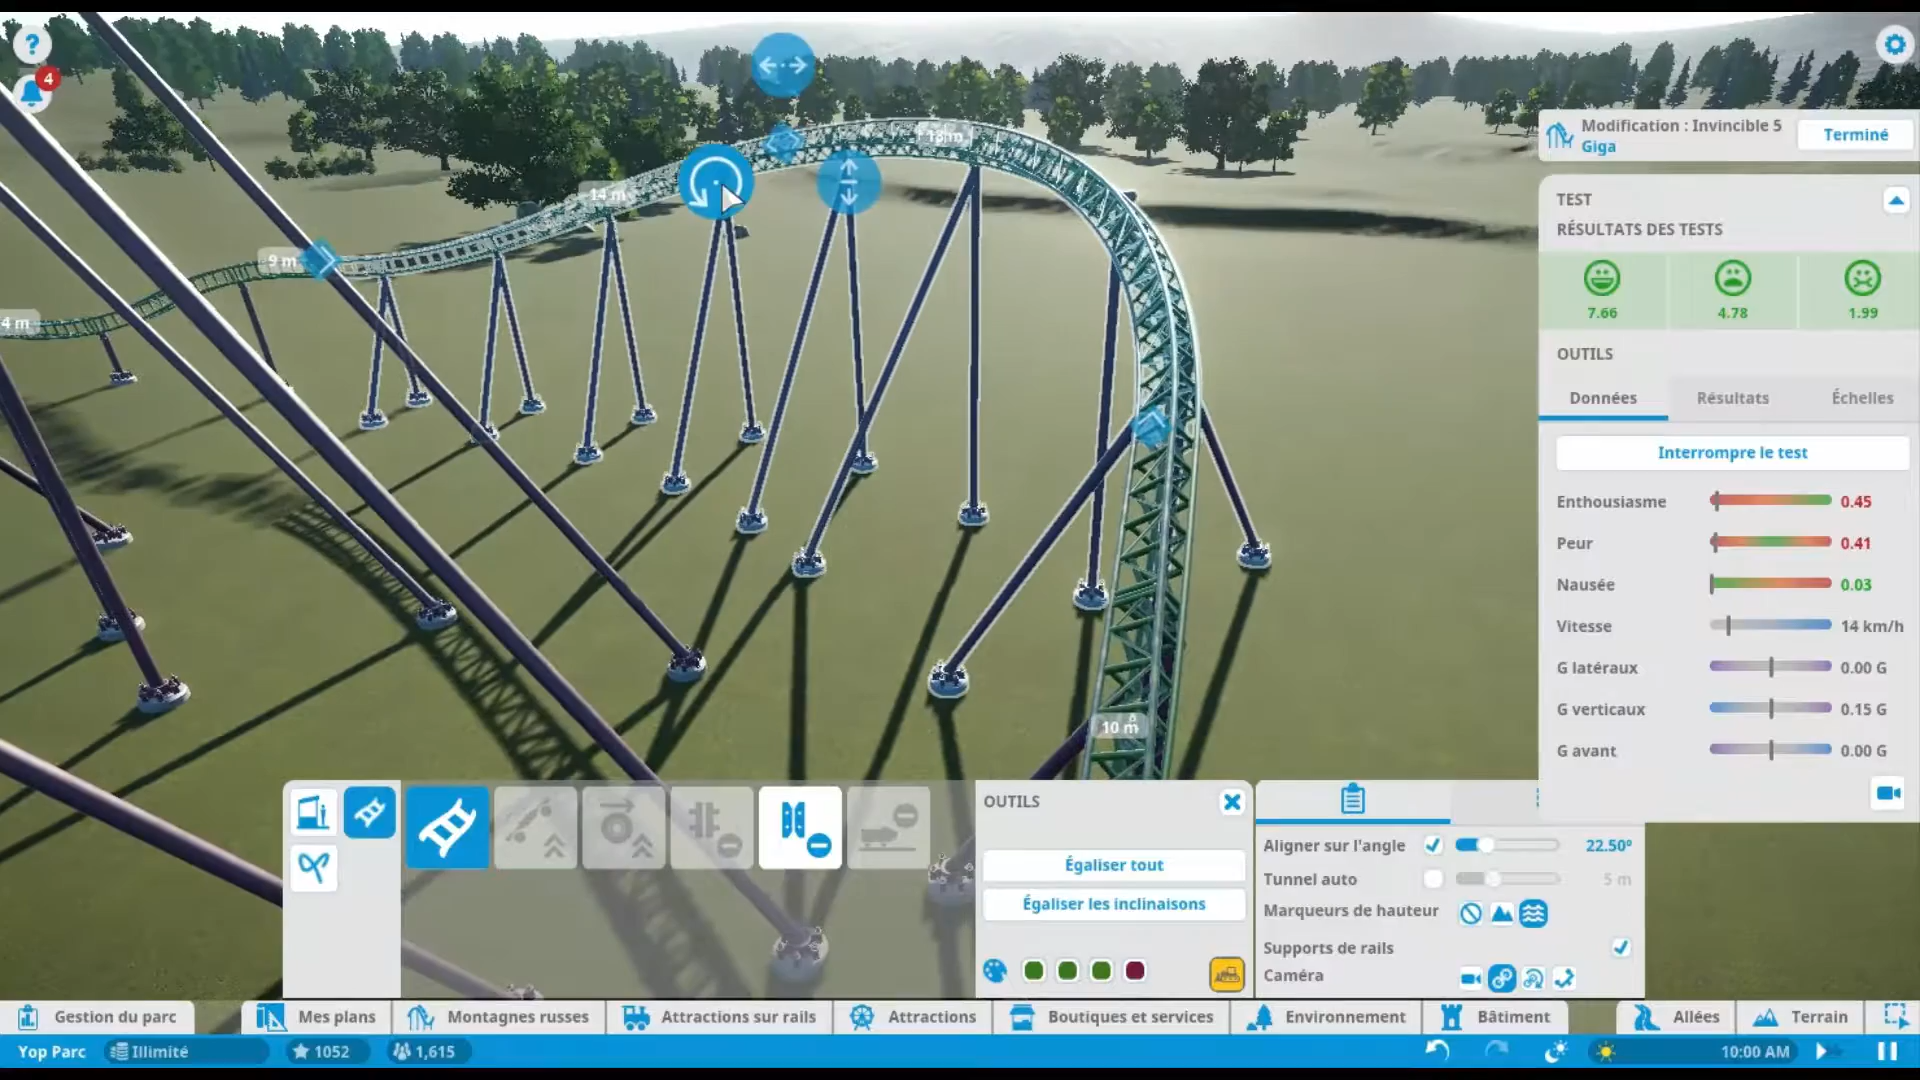 ?
4
18 m
14 m
9 m
4 m
10 m
Modification : Invincible 5
Giga
Terminé
TEST
RÉSULTATS DES TESTS
7.66
4.78
1.99
OUTILS
Données
Résultats
Échelles
Interrompre le test
Enthousiasme
0.45
Peur
0.41
Nausée
0.03
Vitesse
14 km/h
G latéraux
0.00 G
G verticaux
0.15 G
G avant
0.00 G
OUTILS
Égaliser tout
Égaliser les inclinaisons
Aligner sur l'angle
22.50°
Tunnel auto
5 m
Marqueurs de hauteur
Supports de rails
Caméra
Gestion du parc
Mes plans
Montagnes russes
Attractions sur rails
Attractions
Boutiques et services
Environnement
Bâtiment
Allées
Terrain
Yop Parc
Illimité
1052
1,615
10:00 AM